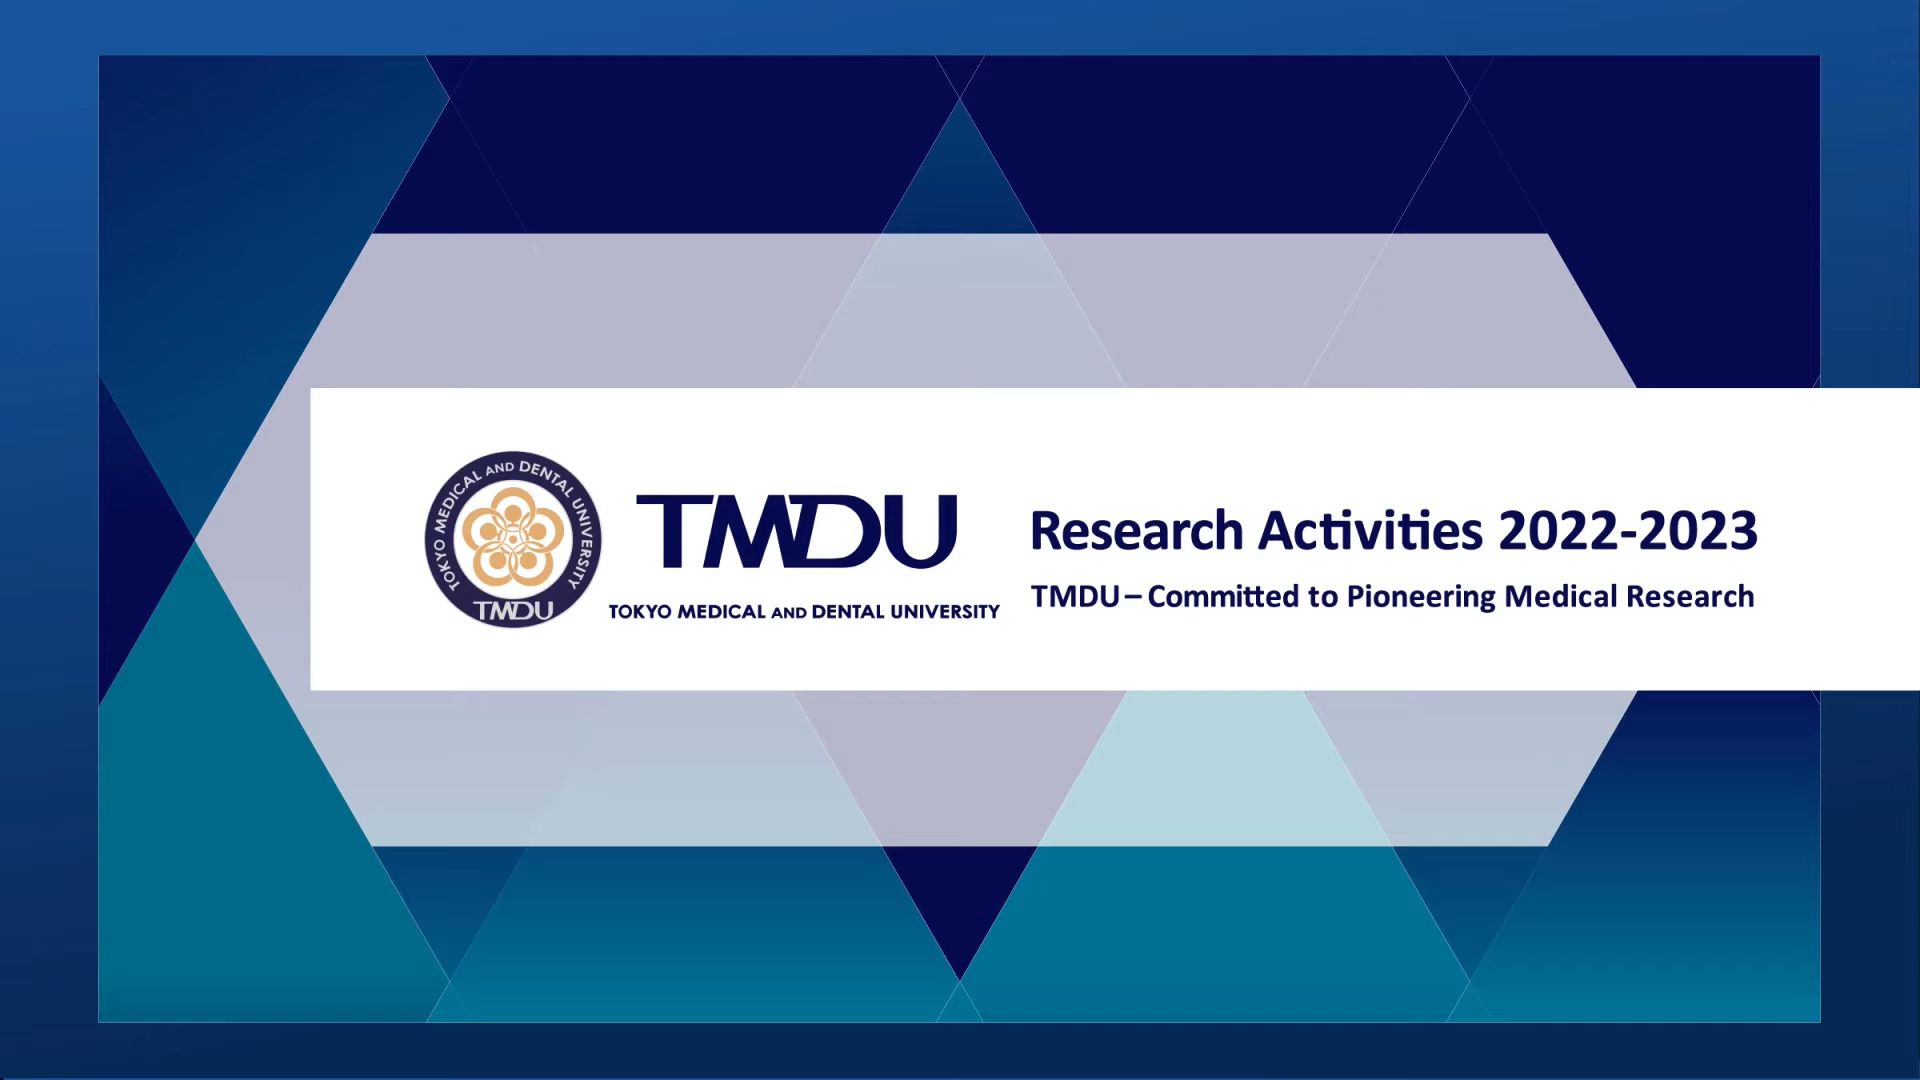 TOKYO MEDICAL AND DENTAL UNIVERSITY
TMDU
TMDU
TOKYO MEDICAL AND DENTAL UNIVERSITY
Research Activities 2022-2023
TMDU – Committed to Pioneering Medical Research